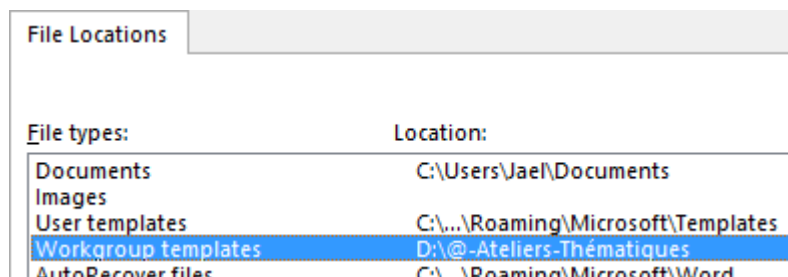 File Locations
File types: Location:
Documents C:\Users\Jael\Documents
Images
User templates C:\...\Roaming\Microsoft\Templates
Workgroup templates D:\@-Ateliers-Thématiques
AutoRecover files C:\...\Roaming\Microsoft\Word